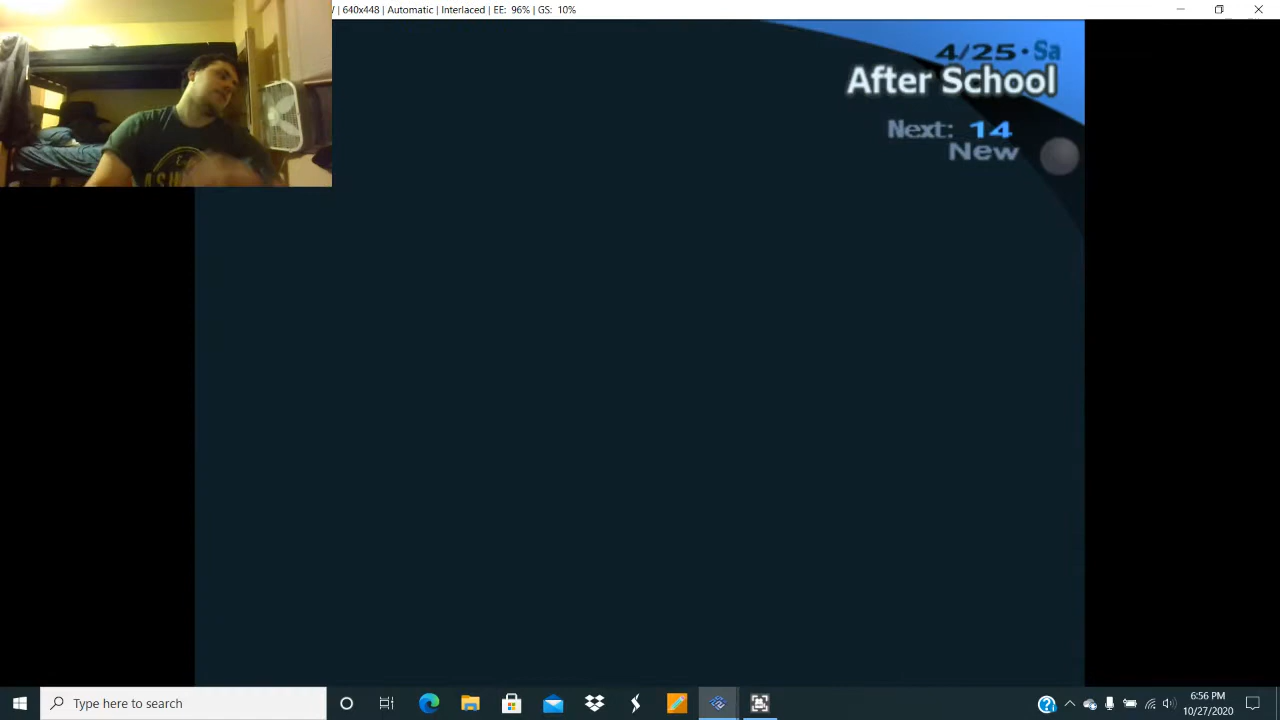 | 640x448 | Automatic | Interlaced | EE: 96% | GS: 10%
4/25 · Sa
After School
Next: 14
New
Type here to search
6:56 PM
10/27/2020